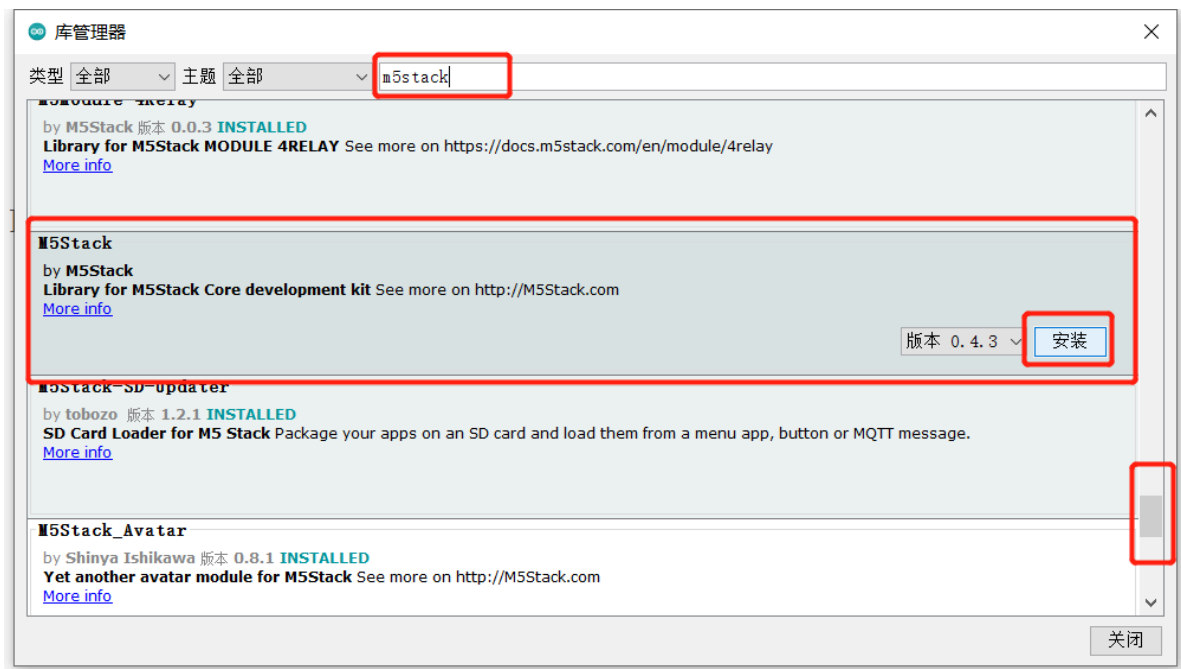 库管理器
类型 全部 主题 全部 m5stack
M5Module-4Relay
by M5Stack 版本 0.0.3 INSTALLED
Library for M5Stack MODULE 4RELAY See more on https://docs.m5stack.com/en/module/4relay
More info
M5Stack
by M5Stack
Library for M5Stack Core development kit See more on http://M5Stack.com
More info
版本 0.4.3 安装
M5Stack-SD-Updater
by tobozo 版本 1.2.1 INSTALLED
SD Card Loader for M5 Stack Package your apps on an SD card and load them from a menu app, button or MQTT message.
More info
M5Stack_Avatar
by Shinya Ishikawa 版本 0.8.1 INSTALLED
Yet another avatar module for M5Stack See more on http://M5Stack.com
More info
关闭